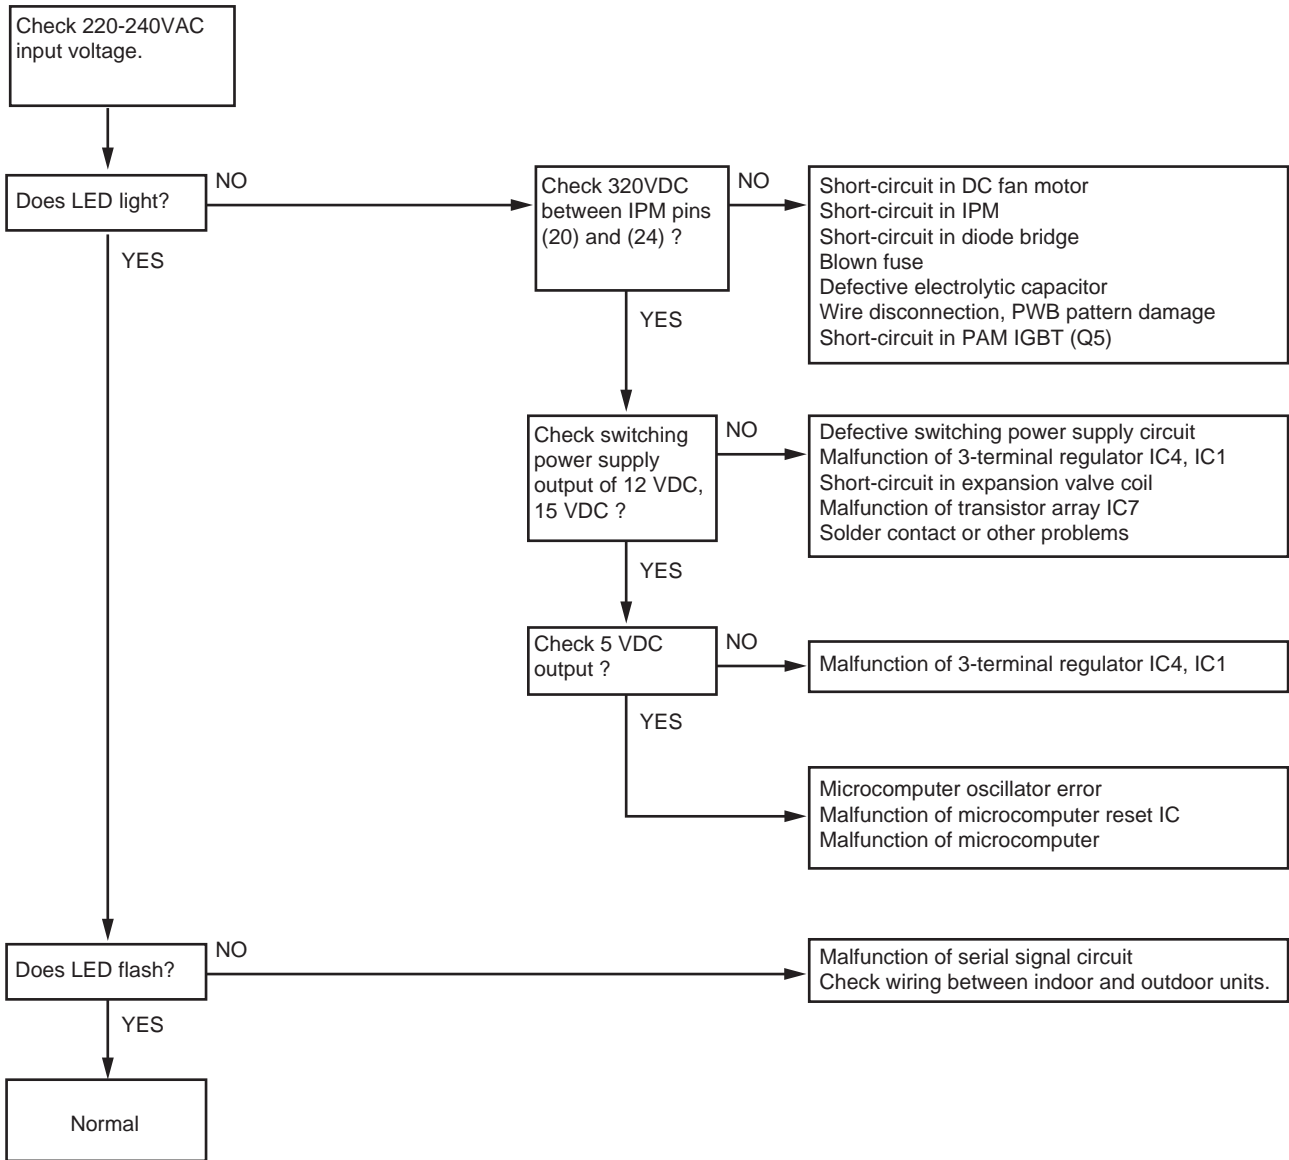 Check 220-240VAC
input voltage.
Does LED light?
NO
YES
Check 320VDC
between IPM pins
(20) and (24) ?
NO
YES
Short-circuit in DC fan motor
Short-circuit in IPM
Short-circuit in diode bridge
Blown fuse
Defective electrolytic capacitor
Wire disconnection, PWB pattern damage
Short-circuit in PAM IGBT (Q5)
Check switching
power supply
output of 12 VDC,
15 VDC ?
NO
YES
Defective switching power supply circuit
Malfunction of 3-terminal regulator IC4, IC1
Short-circuit in expansion valve coil
Malfunction of transistor array IC7
Solder contact or other problems
Check 5 VDC
output ?
NO
YES
Malfunction of 3-terminal regulator IC4, IC1
Microcomputer oscillator error
Malfunction of microcomputer reset IC
Malfunction of microcomputer
Does LED flash?
NO
YES
Malfunction of serial signal circuit
Check wiring between indoor and outdoor units.
Normal